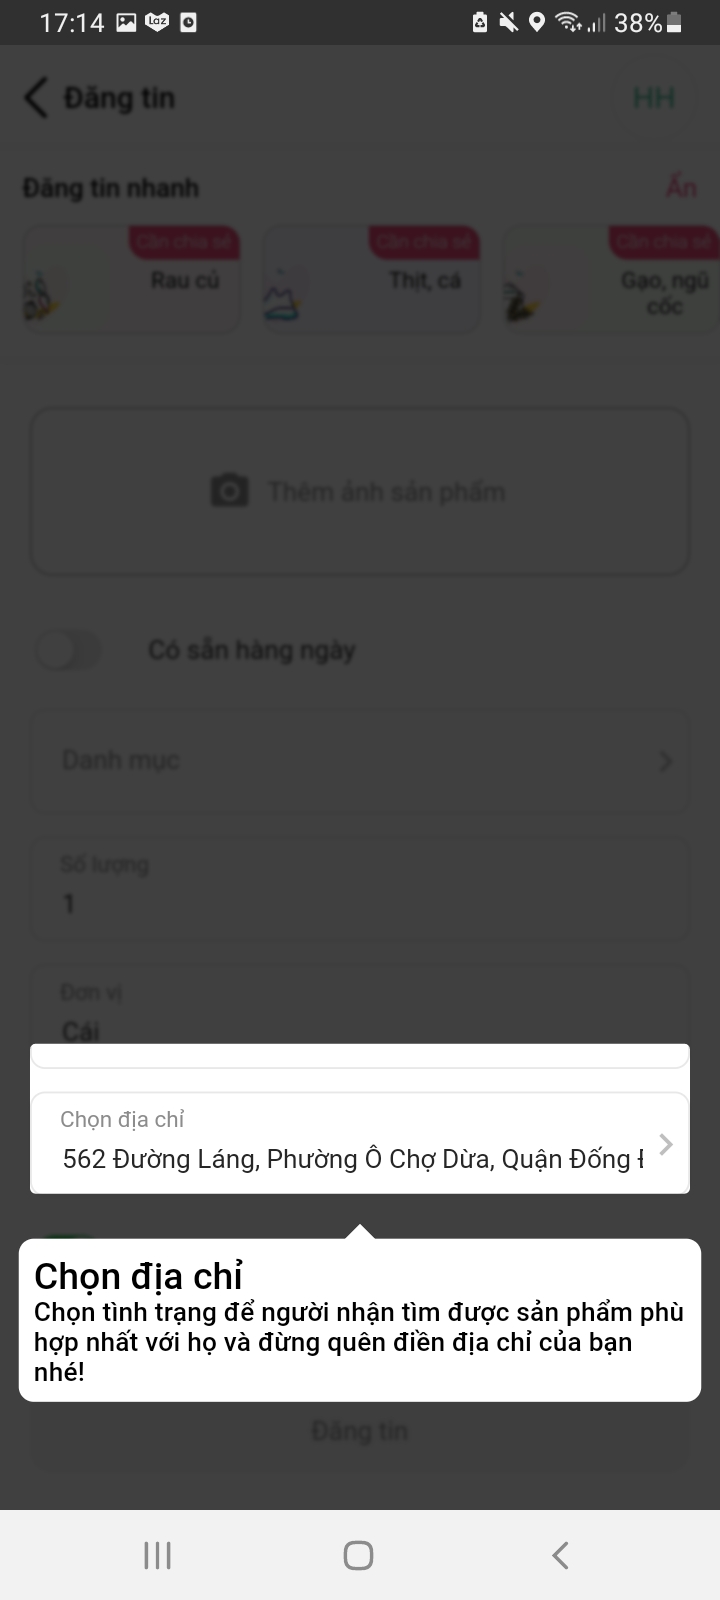 17:14
Laz
38%
Đăng tin
HH
Đăng tin nhanh
Ẩn
Cần chia sẻ
Cần chia sẻ
Cần chia sẻ
Rau củ
Thịt, cá
Gạo, ngũ
cốc
Thêm ảnh sản phẩm
Có sẵn hàng ngày
Danh mục
Số lượng
1
Đơn vị
Cái
Chọn địa chỉ
562 Đường Láng, Phường Ô Chợ Dừa, Quận Đống
Chọn địa chỉ
Chọn tình trạng để người nhận tìm được sản phẩm phù
hợp nhất với họ và đừng quên điền địa chỉ của bạn
nhé!
Đăng tin